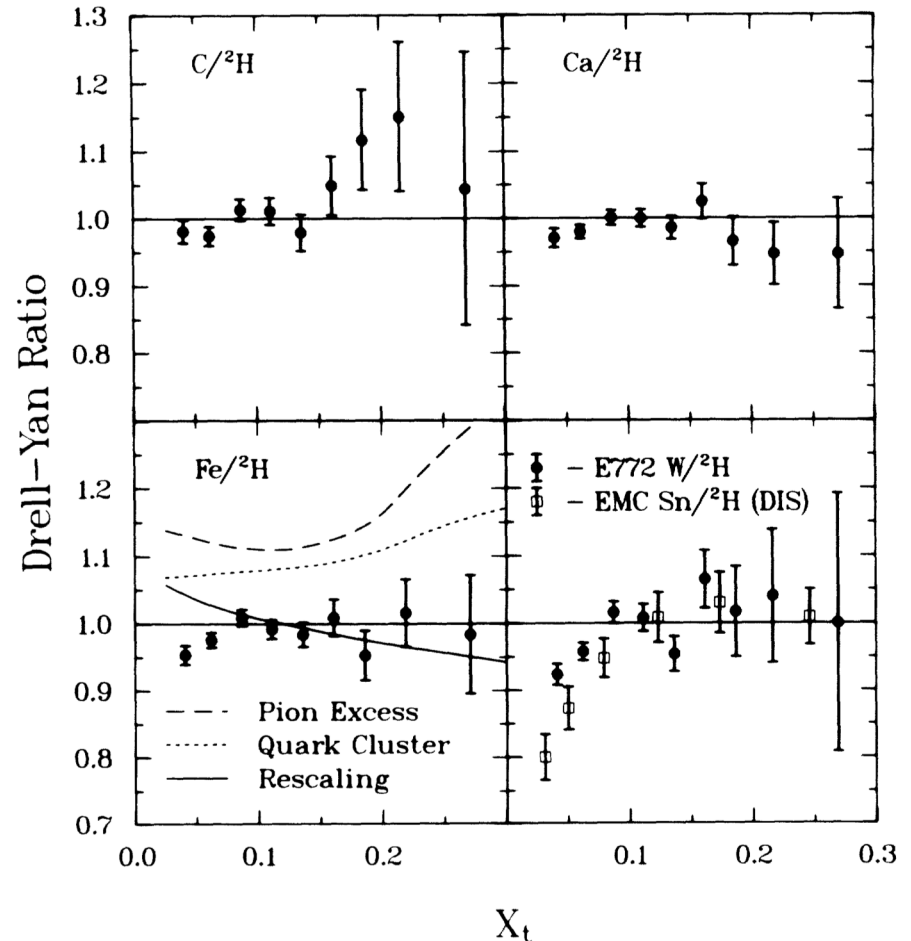 1.3
1.2
1.1
1.0
0.9
0.8
C/²H
Ca/²H
Drell-Yan Ratio
1.2
1.1
1.0
0.9
0.8
0.7
Fe/²H
– – – Pion Excess
........ Quark Cluster
—— Rescaling
– E772 W/²H
– EMC Sn/²H (DIS)
0.0 0.1 0.2 0.1 0.2 0.3
Xₜ